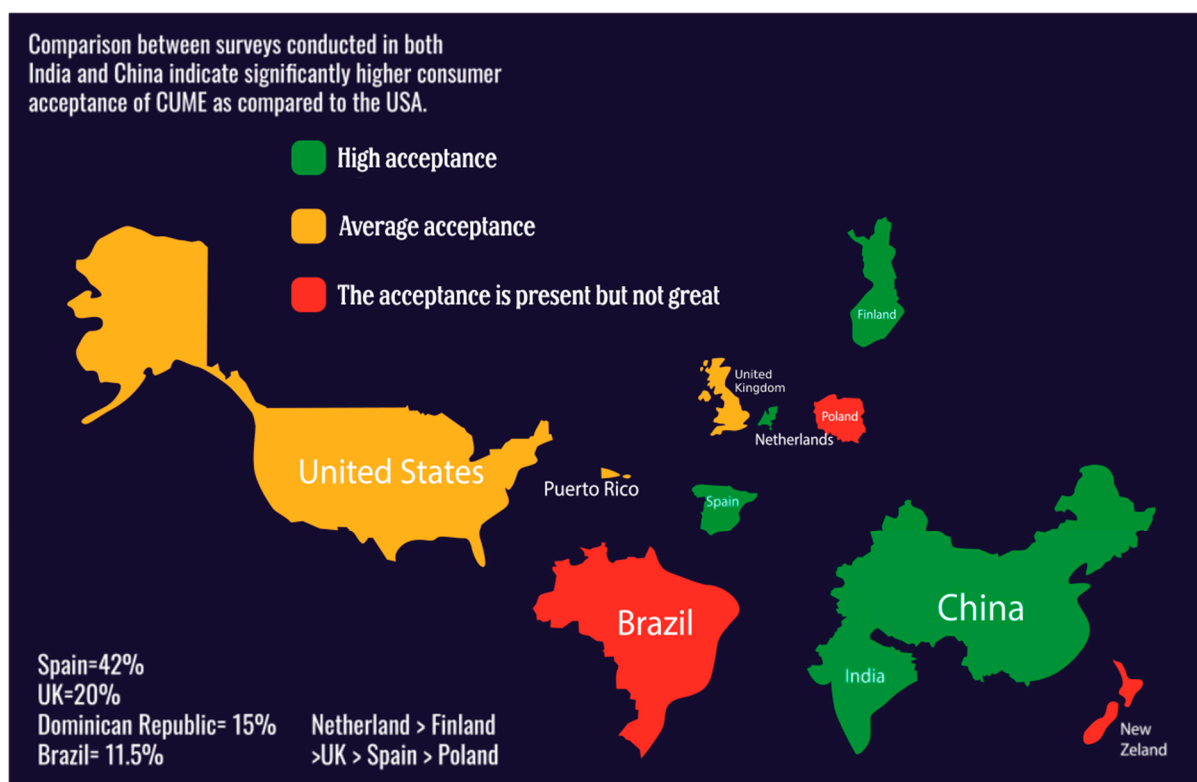 Comparison between surveys conducted in both
India and China indicate significantly higher consumer
acceptance of CUME as compared to the USA.
High acceptance
Average acceptance
The acceptance is present but not great
Finland
United
Kingdom
Poland
Netherlands
United States
Puerto Rico
Spain
Brazil
China
India
New
Zeland
Spain=42%
UK=20%
Dominican Republic= 15%
Brazil= 11.5%
Netherland > Finland
>UK > Spain > Poland